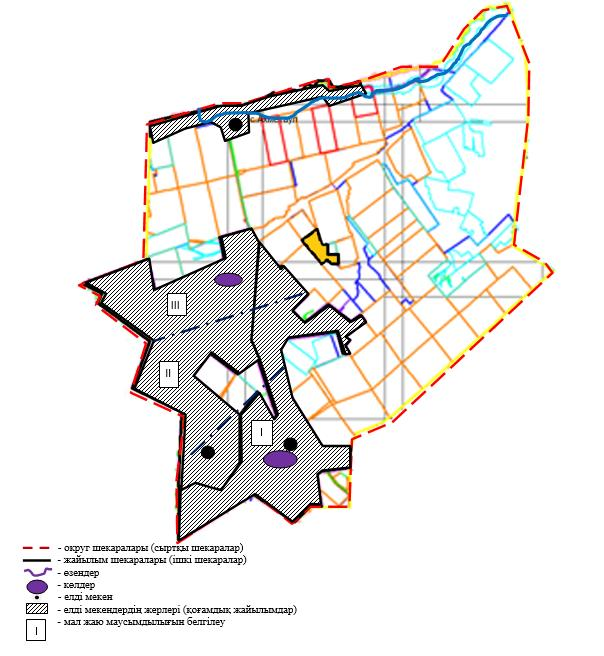 с Акжегаул
III
II
I
- округ шекаралары (сыртқы шекаралар)
- жайылым шекаралары (ішкі шекаралар)
- өзендер
- көлдер
- елді мекен
- елді мекендердің жерлері (қоғамдық жайылымдар)
- мал жаю маусымдылығын белгілеу
I